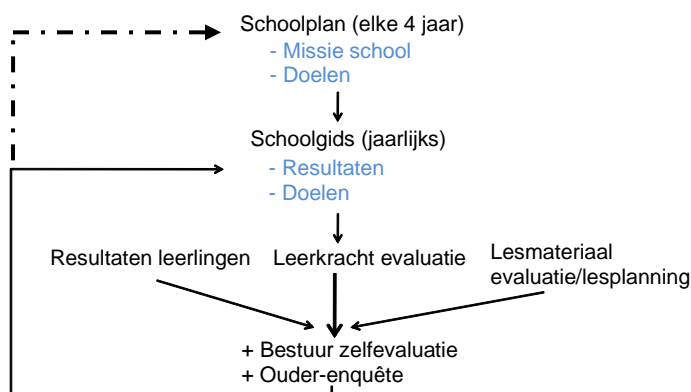 Schoolplan (elke 4 jaar)
- Missie school
- Doelen
Schoolgids (jaarlijks)
- Resultaten
- Doelen
Resultaten leerlingen
Leerkracht evaluatie
Lesmateriaal
evaluatie/lesplanning
+ Bestuur zelfevaluatie
+ Ouder-enquête